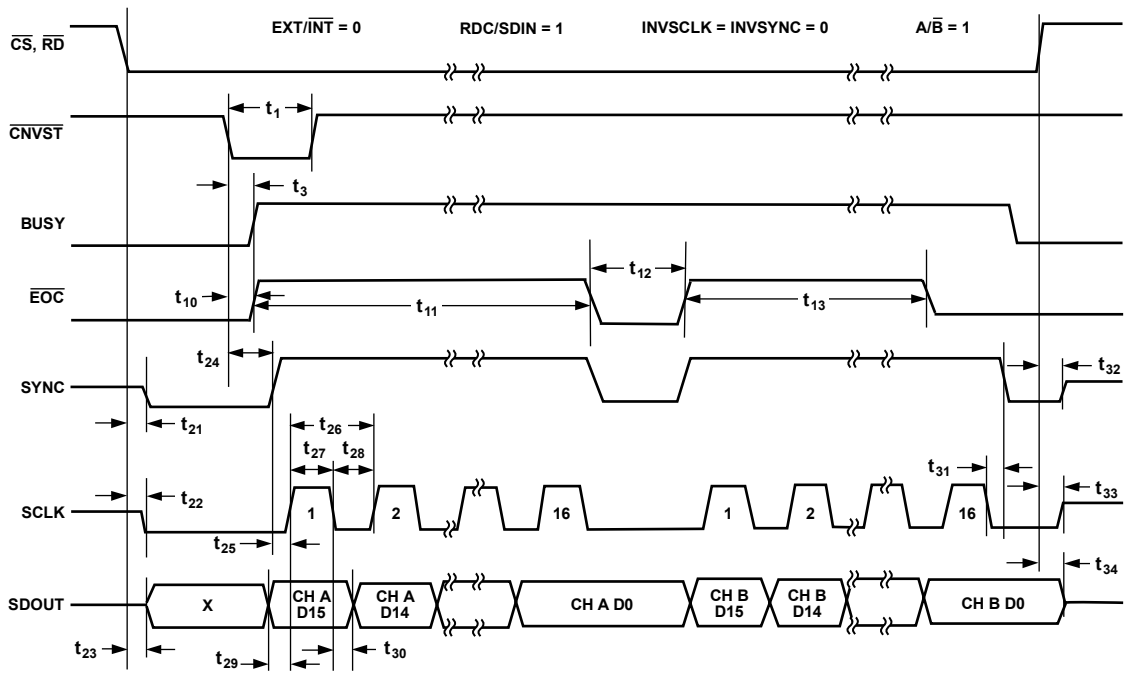 EXT/INT = 0 RDC/SDIN = 1 INVSCLK = INVSYNC = 0 A/B = 1
CS, RD
t1
CNVST
t3
BUSY
t12
EOC
t10
t11
t13
t24
SYNC
t32
t21
t26
t27 t28
t31
t22
t33
SCLK
1 2 16 1 2 16
t25
t34
SDOUT
X
CH A D15
CH A D14
CH A D0
CH B D15
CH B D14
CH B D0
t23
t29
t30